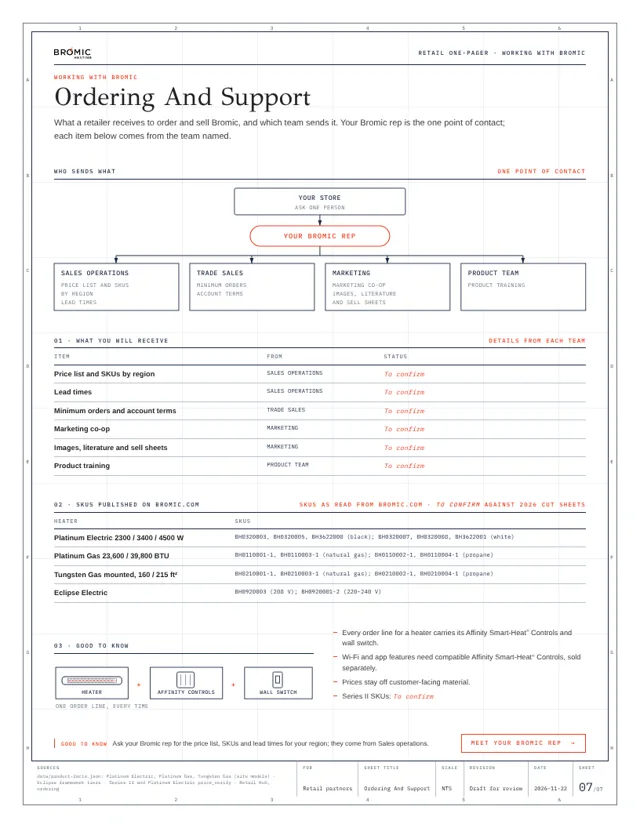 1 2 3 4 5 6
BROMIC
HEATING
RETAIL ONE-PAGER · WORKING WITH BROMIC
WORKING WITH BROMIC
Ordering And Support
What a retailer receives to order and sell Bromic, and which team sends it. Your Bromic rep is the one point of contact;
each item below comes from the team named.
WHO SENDS WHAT
ONE POINT OF CONTACT
YOUR STORE
ASK ONE PERSON
YOUR BROMIC REP
SALES OPERATIONS
PRICE LIST AND SKUS
BY REGION
LEAD TIMES
TRADE SALES
MINIMUM ORDERS
ACCOUNT TERMS
MARKETING
MARKETING CO-OP
IMAGES, LITERATURE
AND SELL SHEETS
PRODUCT TEAM
PRODUCT TRAINING
01 · WHAT YOU WILL RECEIVE
DETAILS FROM EACH TEAM
ITEM FROM STATUS
Price list and SKUs by region SALES OPERATIONS To confirm
Lead times SALES OPERATIONS To confirm
Minimum orders and account terms TRADE SALES To confirm
Marketing co-op MARKETING To confirm
Images, literature and sell sheets MARKETING To confirm
Product training PRODUCT TEAM To confirm
02 · SKUS PUBLISHED ON BROMIC.COM
SKUS AS READ FROM BROMIC.COM · TO CONFIRM AGAINST 2026 CUT SHEETS
HEATER SKUS
Platinum Electric 2300 / 3400 / 4500 W BH0320003, BH0320005, BH3622000 (black); BH0320007, BH0320008, BH3622001 (white)
Platinum Gas 23,600 / 39,800 BTU BH0110001-1, BH0110003-1 (natural gas); BH0110002-1, BH0110004-1 (propane)
Tungsten Gas mounted, 160 / 215 ft² BH0210001-1, BH0210003-1 (natural gas); BH0210002-1, BH0210004-1 (propane)
Eclipse Electric BH0920003 (208 V); BH0920001-2 (220-240 V)
03 · GOOD TO KNOW
HEATER + AFFINITY CONTROLS + WALL SWITCH
ONE ORDER LINE, EVERY TIME
– Every order line for a heater carries its Affinity Smart-Heat® Controls and
wall switch.
– Wi-Fi and app features need compatible Affinity Smart-Heat® Controls, sold
separately.
– Prices stay off customer-facing material.
– Series II SKUs: To confirm
GOOD TO KNOW Ask your Bromic rep for the price list, SKUs and lead times for your region; they come from Sales operations.
MEET YOUR BROMIC REP →
SOURCES
FOR
Retail partners
SHEET TITLE
Ordering And Support
SCALE
NTS
REVISION
Draft for review
DATE
2026-11-22
SHEET
07/07
1 2 3 4 5 6